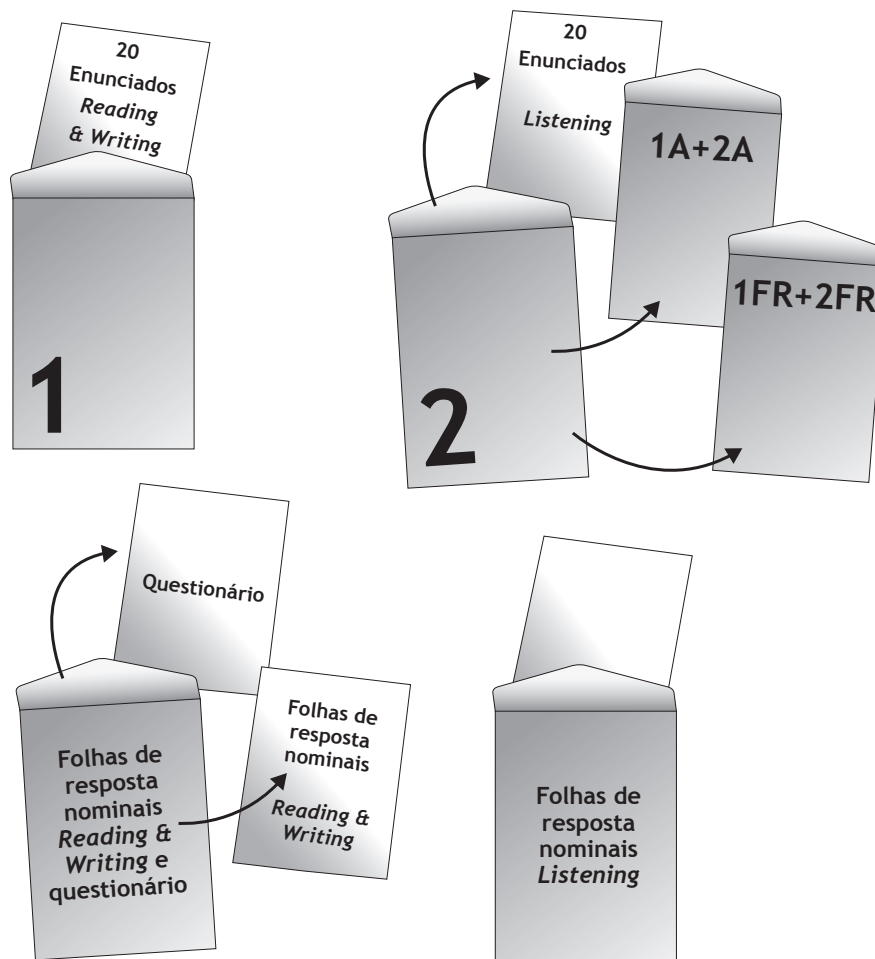 20
Enunciados
Reading
& Writing
1
20
Enunciados
Listening
1A+2A
1FR+2FR
2
Questionário
Folhas de
resposta
nominais
Reading &
Writing e
questionário
Folhas de
resposta
nominais
Reading &
Writing
Folhas de
resposta
nominais
Listening